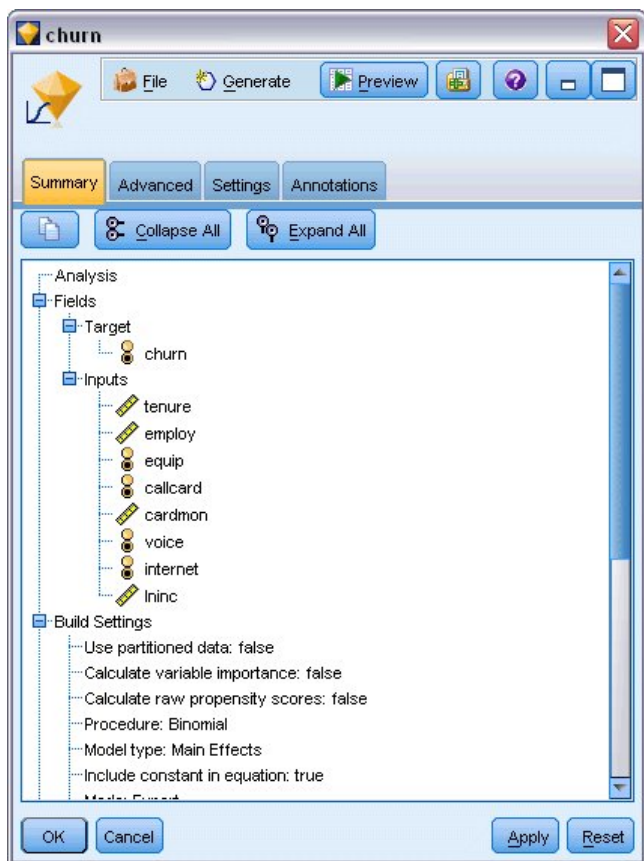 churn
File Generate Preview
Summary Advanced Settings Annotations
Collapse All Expand All
Analysis
Fields
Target
churn
Inputs
tenure
employ
equip
callcard
cardmon
voice
internet
lninc
Build Settings
Use partitioned data: false
Calculate variable importance: false
Calculate raw propensity scores: false
Procedure: Binomial
Model type: Main Effects
Include constant in equation: true
Mode: Expert
OK Cancel Apply Reset